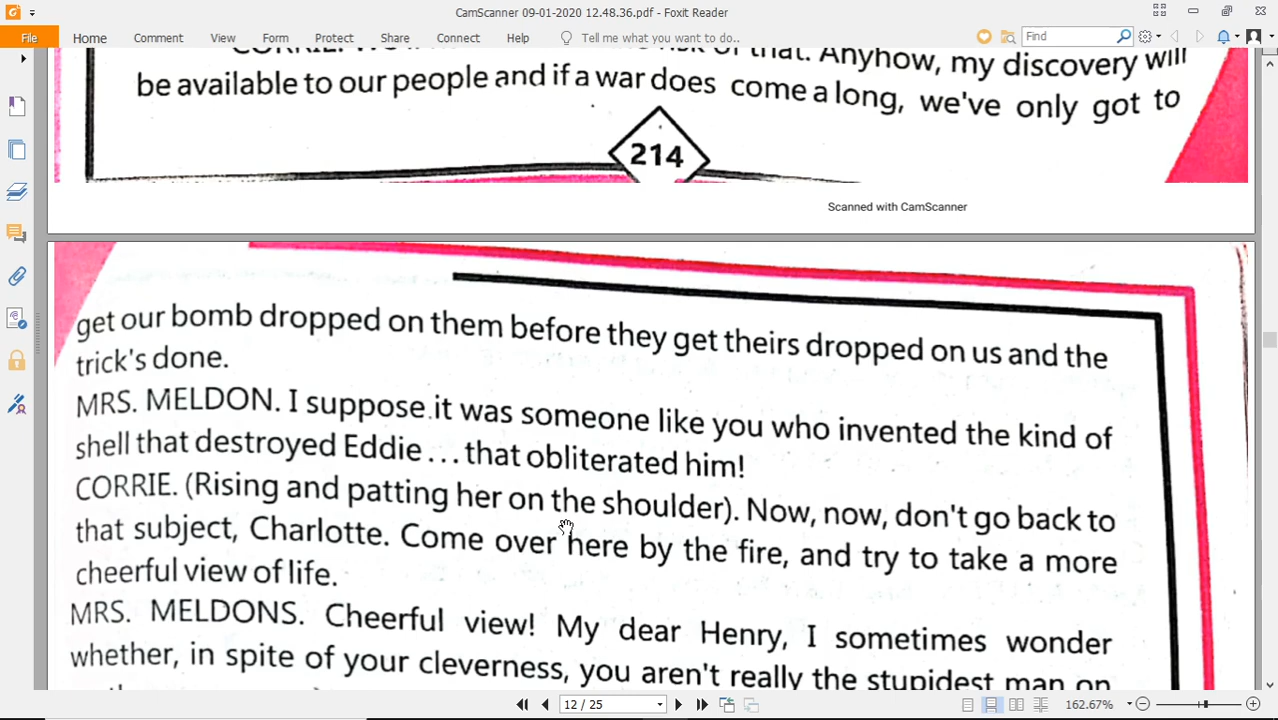 CamScanner 09-01-2020 12.48.36.pdf - Foxit Reader
File Home Comment View Form Protect Share Connect Help Tell me what you want to do.. Find
CORRIE. of that. Anyhow, my discovery will
be available to our people and if a war does come a long, we've only got to
214
Scanned with CamScanner
get our bomb dropped on them before they get theirs dropped on us and the
trick's done.
MRS. MELDON. I suppose it was someone like you who invented the kind of
shell that destroyed Eddie ... that obliterated him!
CORRIE. (Rising and patting her on the shoulder). Now, now, don't go back to
that subject, Charlotte. Come over here by the fire, and try to take a more
cheerful view of life.
MRS. MELDONS. Cheerful view! My dear Henry, I sometimes wonder
whether, in spite of your cleverness, you aren't really the stupidest man on
12 / 25
162.67%